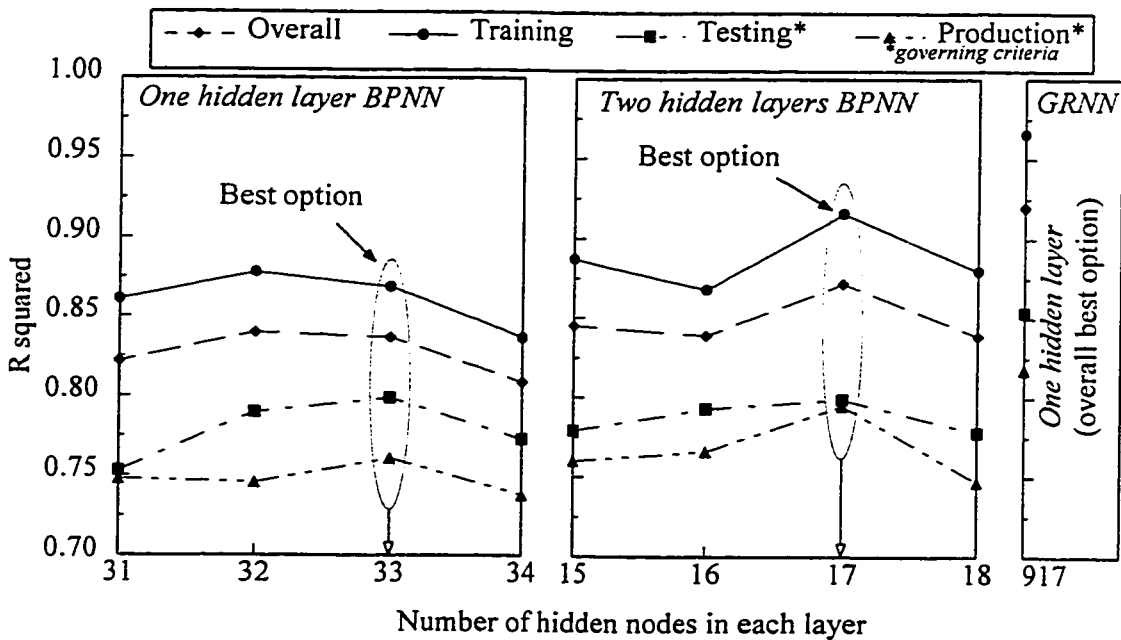 Overall Training Testing* Production*
*governing criteria
1.00
0.95
0.90
0.85
0.80
0.75
0.70
R squared
One hidden layer BPNN
Best option
31 32 33 34
Two hidden layers BPNN
Best option
15 16 17 18
GRNN
One hidden layer
(overall best option)
917
Number of hidden nodes in each layer